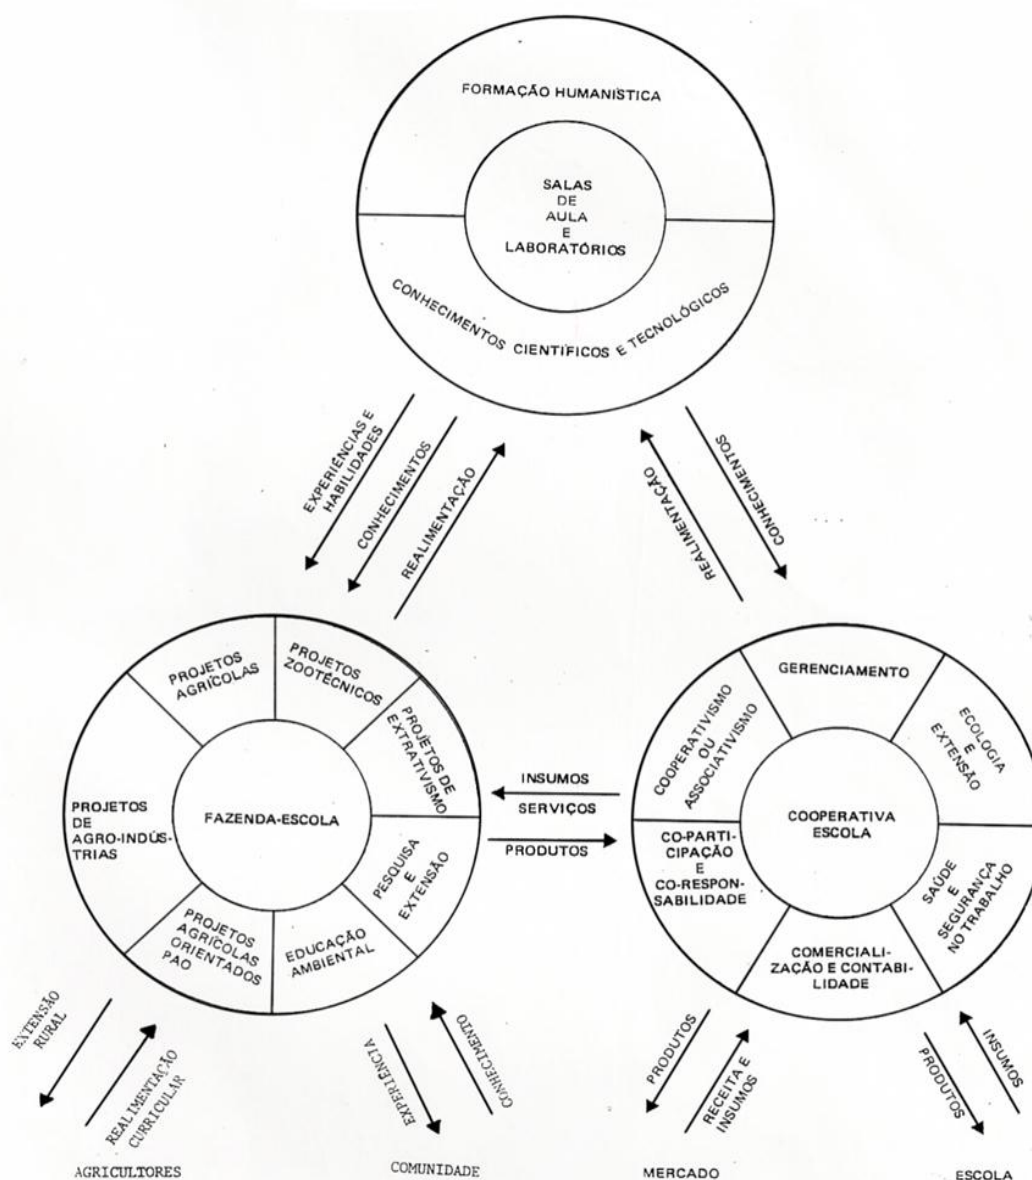 FORMAÇÃO HUMANÍSTICA
SALAS
DE
AULA
E
LABORATÓRIOS
CONHECIMENTOS CIENTÍFICOS E TECNOLÓGICOS
EXPERIÊNCIAS E
HABILIDADES
CONHECIMENTOS
REALIMENTAÇÃO
REALIMENTAÇÃO
CONHECIMENTOS
PROJETOS
AGRÍCOLAS
PROJETOS
ZOOTÉCNICOS
PROJETOS DE
EXTRATIVISMO
PROJETOS
DE
AGRO-INDÚS-
TRIAS
FAZENDA-ESCOLA
PESQUISA
E
EXTENSÃO
PROJETOS
AGRÍCOLAS
ORIENTADOS
PAO
EDUCAÇÃO
AMBIENTAL
INSUMOS
SERVIÇOS
PRODUTOS
GERENCIAMENTO
COOPERATIVISMO
OU
ASSOCIATIVISMO
ECOLOGIA
E
EXTENSÃO
COOPERATIVA
ESCOLA
CO-PARTI-
CIPAÇÃO
E
CO-RESPON-
SABILIDADE
SAÚDE
E
SEGURANÇA
NO TRABALHO
COMERCIALI-
ZAÇÃO E CONTABI-
LIDADE
EXTENSÃO
RURAL
REALIMENTAÇÃO
CURRICULAR
EXPERIÊNCIA
CONHECIMENTO
PRODUTOS
RECEITA E
INSUMOS
PRODUTOS
INSUMOS
AGRICULTORES
COMUNIDADE
MERCADO
ESCOLA